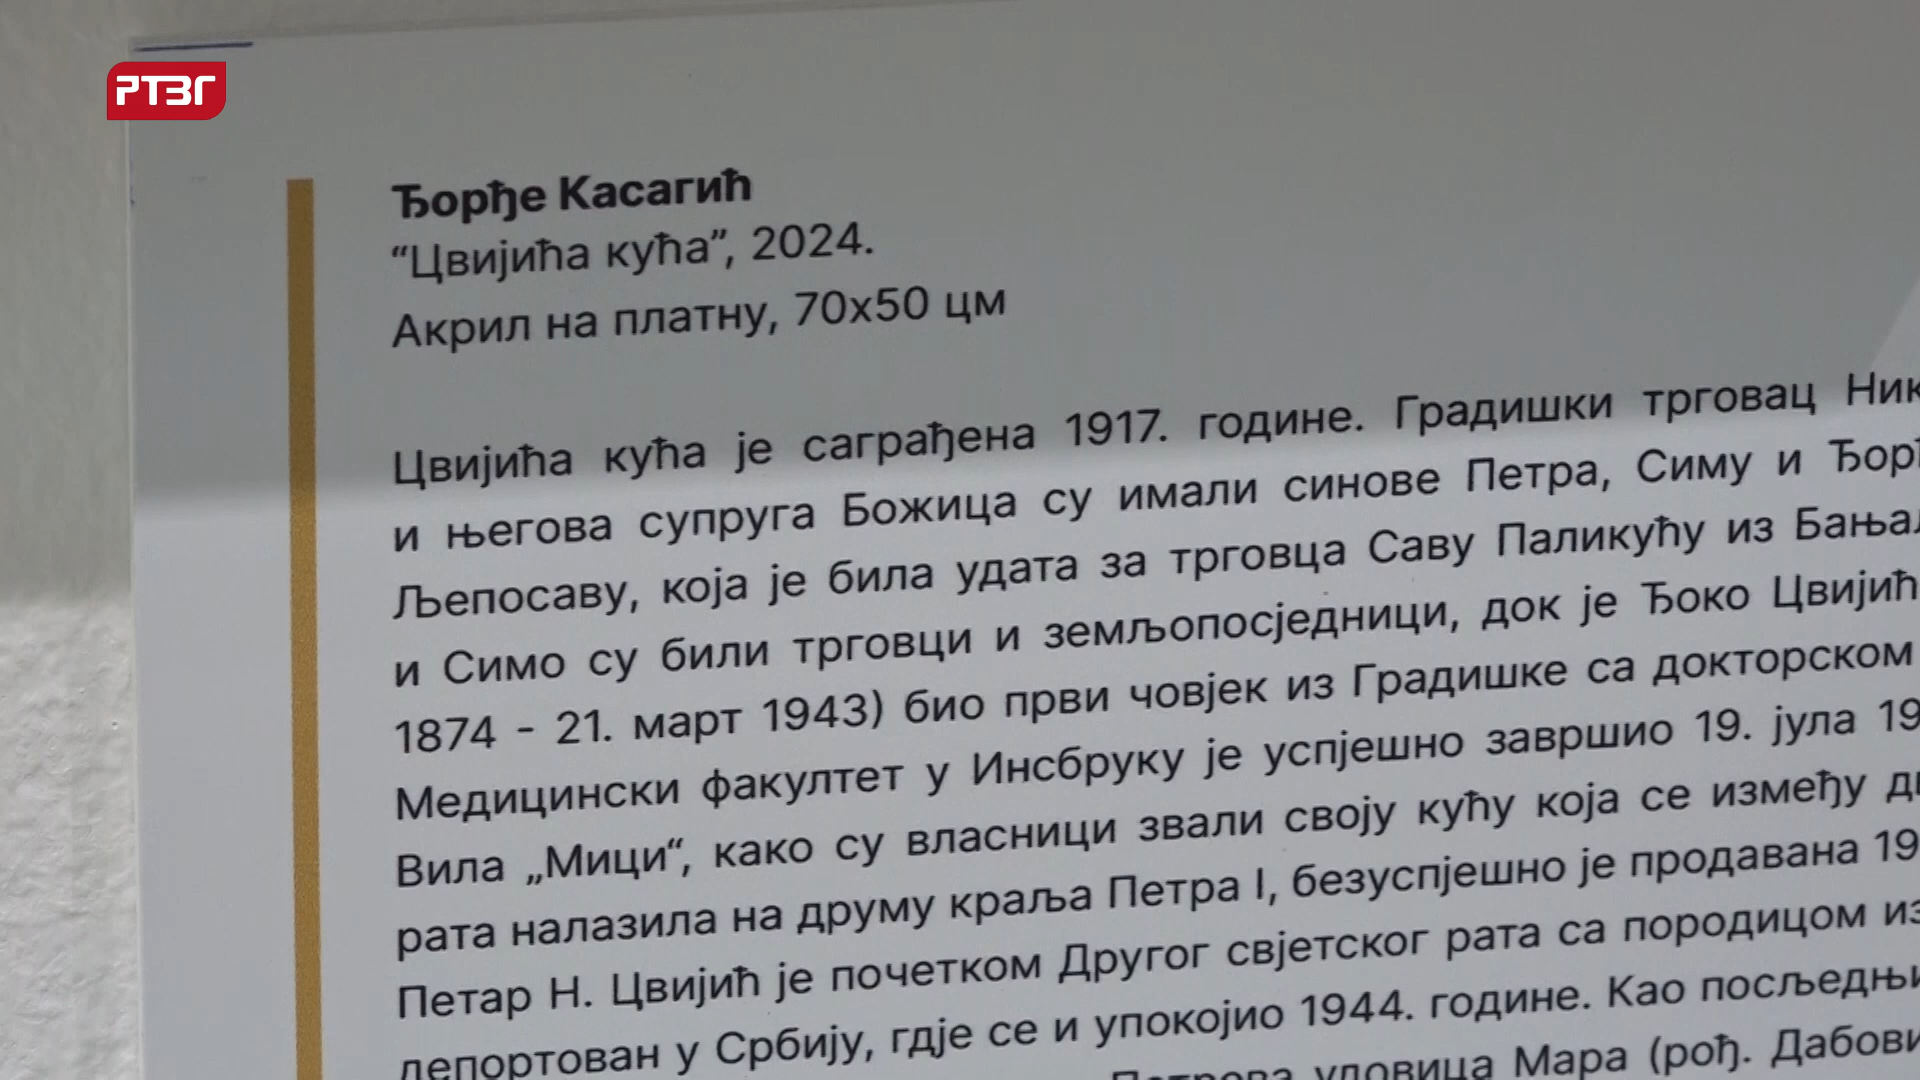 РТВГ
Ђорђе Касагић
“Цвијића кућа”, 2024.
Акрил на платну, 70x50 цм
Цвијића кућа је саграђена 1917. године. Градишки трговац
и његова супруга Божица су имали синове Петра, Симу и
Љепосаву, која је била удата за трговца Саву Паликућу из
и Симо су били трговци и земљопосједници, док је Ђоко Цвијић
1874 - 21. март 1943) био први човјек из Градишке са докторском
Медицински факултет у Инсбруку је успјешно завршио 19. јула
Вила „Мици“, како су власници звали своју кућу која се између
рата налазила на друму краља Петра I, безуспјешно је продавана
Петар Н. Цвијић је почетком Другог свјетског рата са породицом
депортован у Србију, гдје се и упокојио 1944. године. Као
Петрова удовица Мара (рођ.